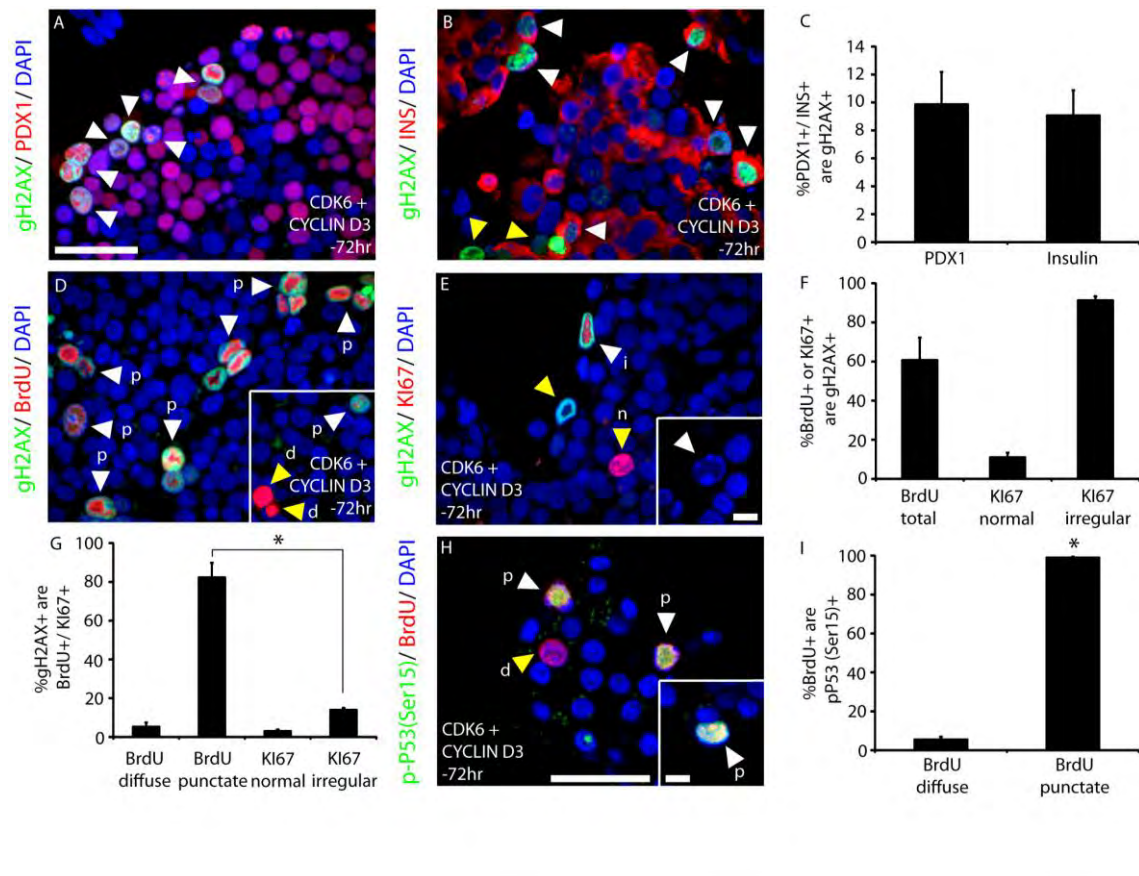 A
gH2AX/ PDX1/ DAPI
CDK6 +
CYCLIN D3
-72hr
B
gH2AX/ INS/ DAPI
CDK6 +
CYCLIN D3
-72hr
C
%PDX1+/ INS+
are gH2AX+
14
12
10
8
6
4
2
0
PDX1
Insulin
D
gH2AX/ BrdU/ DAPI
p
p
p
p
p
p
p
d
d
CDK6 +
CYCLIN D3
-72hr
E
gH2AX/ KI67/ DAPI
i
n
CDK6 +
CYCLIN D3
-72hr
F
%BrdU+ or KI67+
are gH2AX+
100
80
60
40
20
0
BrdU
total
KI67
normal
KI67
irregular
G
%gH2AX+ are
BrdU+/ KI67+
100
80
60
40
20
0
*
BrdU
diffuse
BrdU
punctate
KI67
normal
KI67
irregular
H
p-P53(Ser15)/ BrdU/ DAPI
p
p
d
p
CDK6 +
CYCLIN D3
-72hr
I
%BrdU+ are
pP53 (Ser15)+
100
80
60
40
20
0
*
BrdU
diffuse
BrdU
punctate